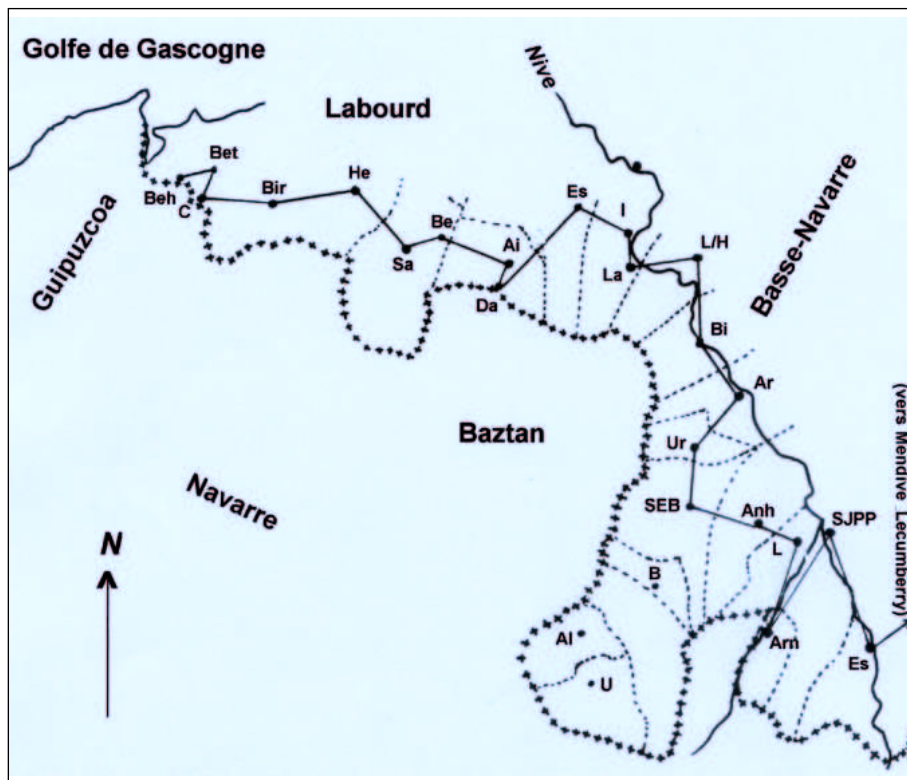 Golfe de Gascogne
Nive
Labourd
Bet
He
Beh
C
Bir
Es
I
L/H
Be
Ai
Sa
La
Da
Guipuzcoa
Basse-Navarre
Bi
Ar
(vers Mendive Lecumberry)
Baztan
Ur
Navarre
SEB
Anh
SJPP
L
N
B
Al
Arn
Es
U